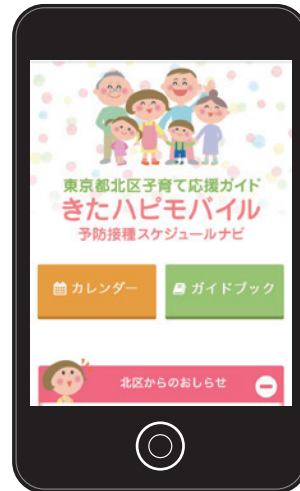 東京都北区子育て応援ガイド
きたハピモバイル
予防接種スケジュールナビ
カレンダー
ガイドブック
北区からのおしらせ